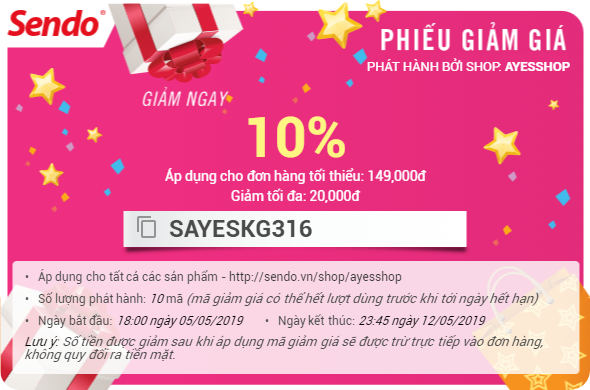 Sendo®
PHIẾU GIẢM GIÁ
PHÁT HÀNH BỞI SHOP: AYESSHOP
GIẢM NGAY
10%
Áp dụng cho đơn hàng tối thiểu: 149,000đ
Giảm tối đa: 20,000đ
SAYESKG316
• Áp dụng cho tất cả các sản phẩm - http://sendo.vn/shop/ayesshop
• Số lượng phát hành: 10 mã (mã giảm giá có thể hết lượt dùng trước khi tới ngày hết hạn)
• Ngày bắt đầu: 18:00 ngày 05/05/2019 • Ngày kết thúc: 23:45 ngày 12/05/2019
Lưu ý: Số tiền được giảm sau khi áp dụng mã giảm giá sẽ được trừ trực tiếp vào đơn hàng,
không quy đổi ra tiền mặt.